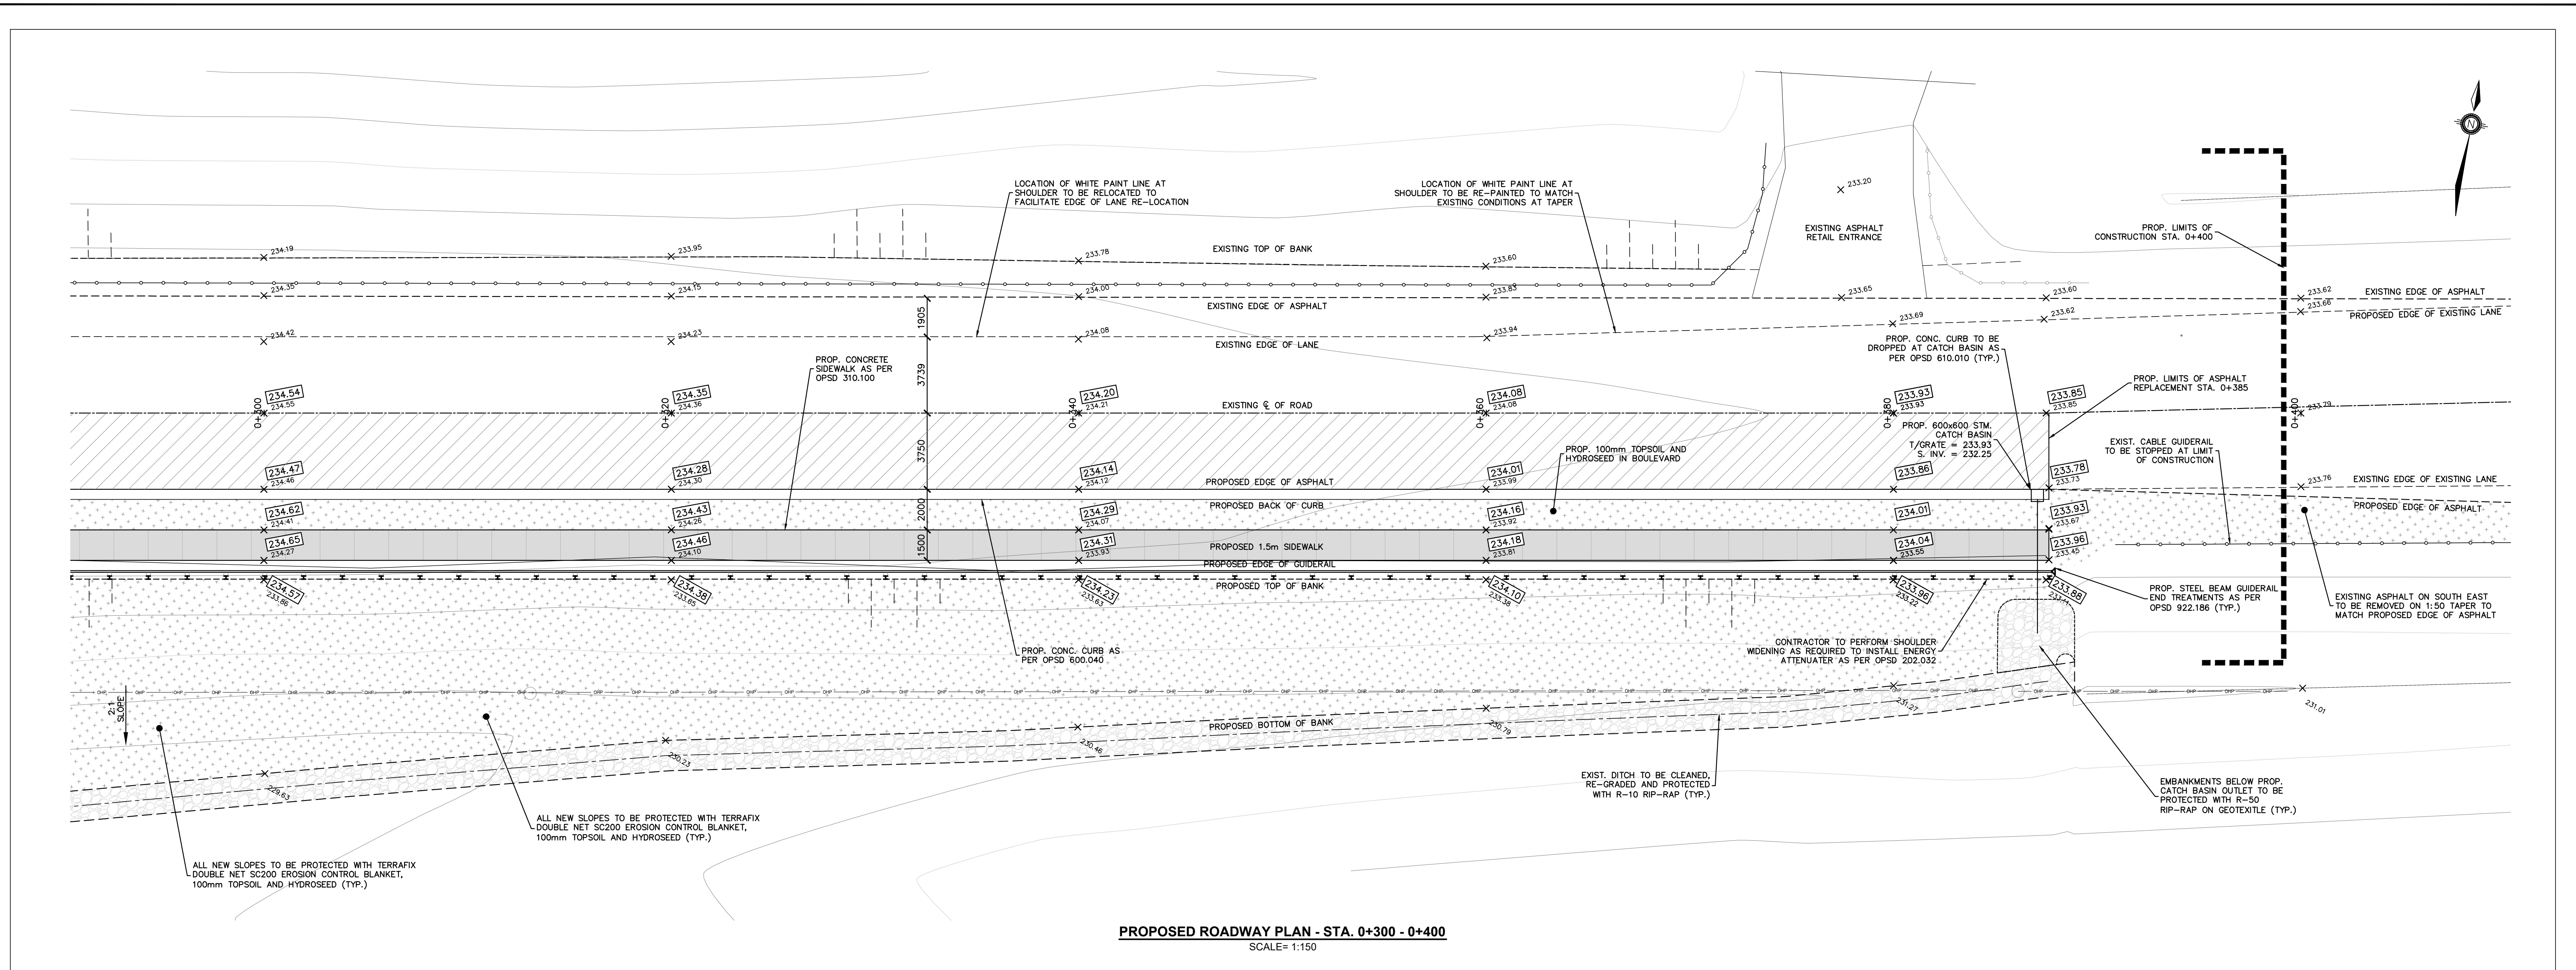 LOCATION OF WHITE PAINT LINE AT
SHOULDER TO BE RELOCATED TO
FACILITATE EDGE OF LANE RE-LOCATION
LOCATION OF WHITE PAINT LINE AT
SHOULDER TO BE RE-PAINTED TO MATCH
EXISTING CONDITIONS AT TAPER
N
233.20
EXISTING ASPHALT
RETAIL ENTRANCE
PROP. LIMITS OF
CONSTRUCTION STA. 0+400
234.19
233.95
233.78
EXISTING TOP OF BANK
233.60
234.35
234.15
234.00
EXISTING EDGE OF ASPHALT
233.83
233.65
233.60
233.62
EXISTING EDGE OF ASPHALT
1905
234.42
234.23
234.08
EXISTING EDGE OF LANE
233.94
233.69
233.62
233.66
PROPOSED EDGE OF EXISTING LANE
PROP. CONCRETE
SIDEWALK AS PER
OPSD 310.100
3739
PROP. CONC. CURB TO BE
DROPPED AT CATCH BASIN AS
PER OPSD 610.010 (TYP.)
PROP. LIMITS OF ASPHALT
REPLACEMENT STA. 0+385
0+300
234.54
234.55
0+320
234.35
234.36
0+340
234.20
234.21
EXISTING ℄ OF ROAD
0+360
234.08
234.08
0+380
233.93
233.93
233.85
233.85
0+400
233.79
3750
PROP. 600x600 STM.
CATCH BASIN
T/GRATE = 233.93
S. INV. = 232.25
PROP. 100mm TOPSOIL AND
HYDROSEED IN BOULEVARD
EXIST. CABLE GUIDERAIL
TO BE STOPPED AT LIMIT
OF CONSTRUCTION
234.47
234.46
234.28
234.30
234.14
234.12
PROPOSED EDGE OF ASPHALT
234.01
233.99
233.86
233.78
233.73
233.76
EXISTING EDGE OF EXISTING LANE
2000
PROPOSED BACK OF CURB
PROPOSED EDGE OF ASPHALT
234.62
234.41
234.43
234.26
234.29
234.07
234.16
233.92
234.01
233.93
233.67
1500
234.65
234.27
234.46
234.10
234.31
233.93
PROPOSED 1.5m SIDEWALK
234.18
233.81
234.04
233.55
233.96
233.45
PROPOSED EDGE OF GUIDERAIL
234.57
233.86
234.38
233.65
234.23
233.63
PROPOSED TOP OF BANK
234.10
233.38
233.96
233.22
233.88
PROP. STEEL BEAM GUIDERAIL
END TREATMENTS AS PER
OPSD 922.186 (TYP.)
EXISTING ASPHALT ON SOUTH EAST
TO BE REMOVED ON 1:50 TAPER TO
MATCH PROPOSED EDGE OF ASPHALT
PROP. CONC. CURB AS
PER OPSD 600.040
CONTRACTOR TO PERFORM SHOULDER
WIDENING AS REQUIRED TO INSTALL ENERGY
ATTENUATER AS PER OPSD 202.032
2:1
SLOPE
OHP OHP OHP OHP OHP OHP OHP OHP
229.63
230.23
230.46
PROPOSED BOTTOM OF BANK
230.79
231.27
231.01
EXIST. DITCH TO BE CLEANED,
RE-GRADED AND PROTECTED
WITH R-10 RIP-RAP (TYP.)
EMBANKMENTS BELOW PROP.
CATCH BASIN OUTLET TO BE
PROTECTED WITH R-50
RIP-RAP ON GEOTEXITLE (TYP.)
ALL NEW SLOPES TO BE PROTECTED WITH TERRAFIX
DOUBLE NET SC200 EROSION CONTROL BLANKET,
100mm TOPSOIL AND HYDROSEED (TYP.)
ALL NEW SLOPES TO BE PROTECTED WITH TERRAFIX
DOUBLE NET SC200 EROSION CONTROL BLANKET,
100mm TOPSOIL AND HYDROSEED (TYP.)
PROPOSED ROADWAY PLAN - STA. 0+300 - 0+400
SCALE= 1:150